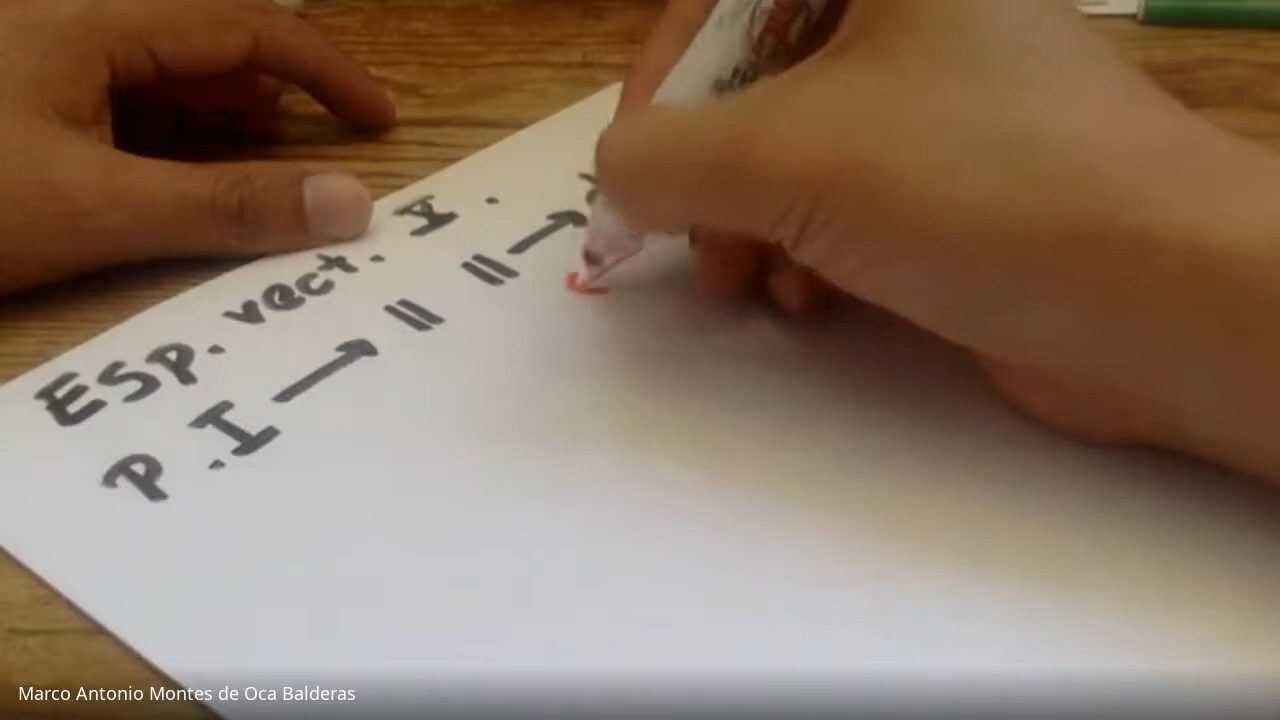 Esp. vect. I.
P.I → || || →
Marco Antonio Montes de Oca Balderas